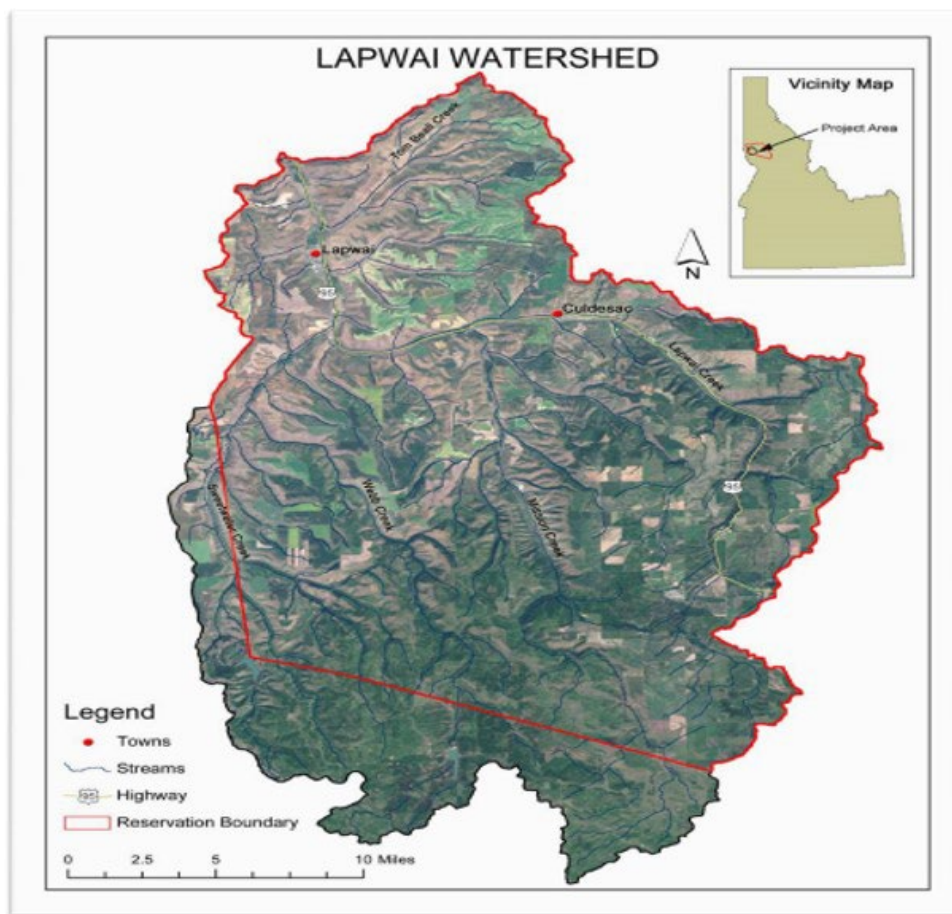 LAPWAI WATERSHED
Vicinity Map
Project Area
Tom Beall Creek
Lapwai
95
N
Culdesac
Lapwai Creek
95
Sweetwater Creek
Webb Creek
Mission Creek
Legend
Towns
Streams
95 Highway
Reservation Boundary
0 2.5 5 10 Miles